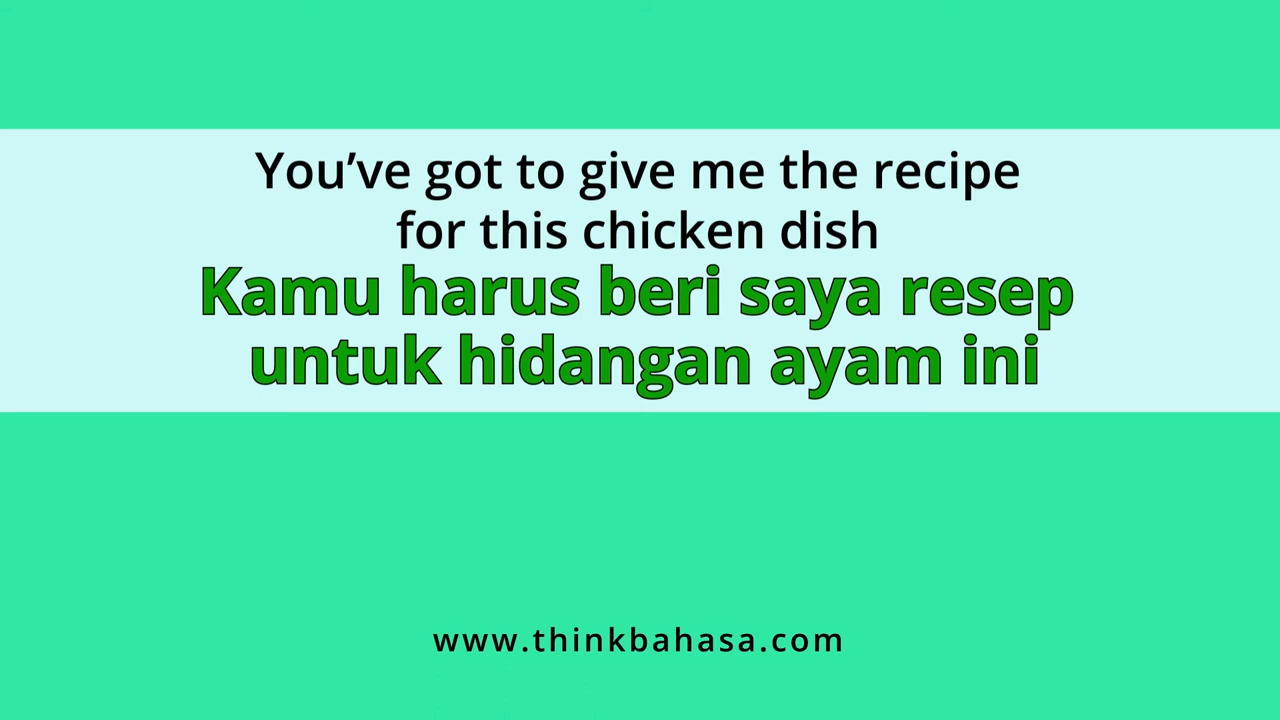 You’ve got to give me the recipe
for this chicken dish
Kamu harus beri saya resep
untuk hidangan ayam ini
www.thinkbahasa.com